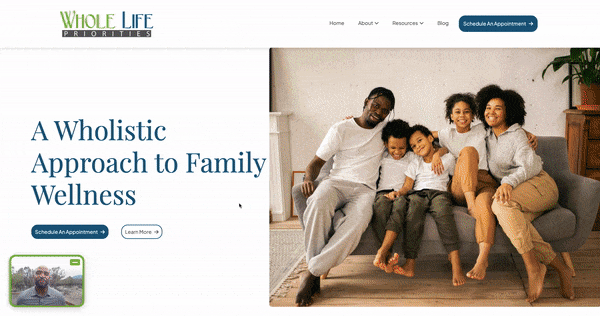 WHOLE LIFE
PRIORITIES
Home
About
Resources
Blog
Schedule An Appointment
A Wholistic
Approach to Family
Wellness
Schedule An Appointment
Learn More